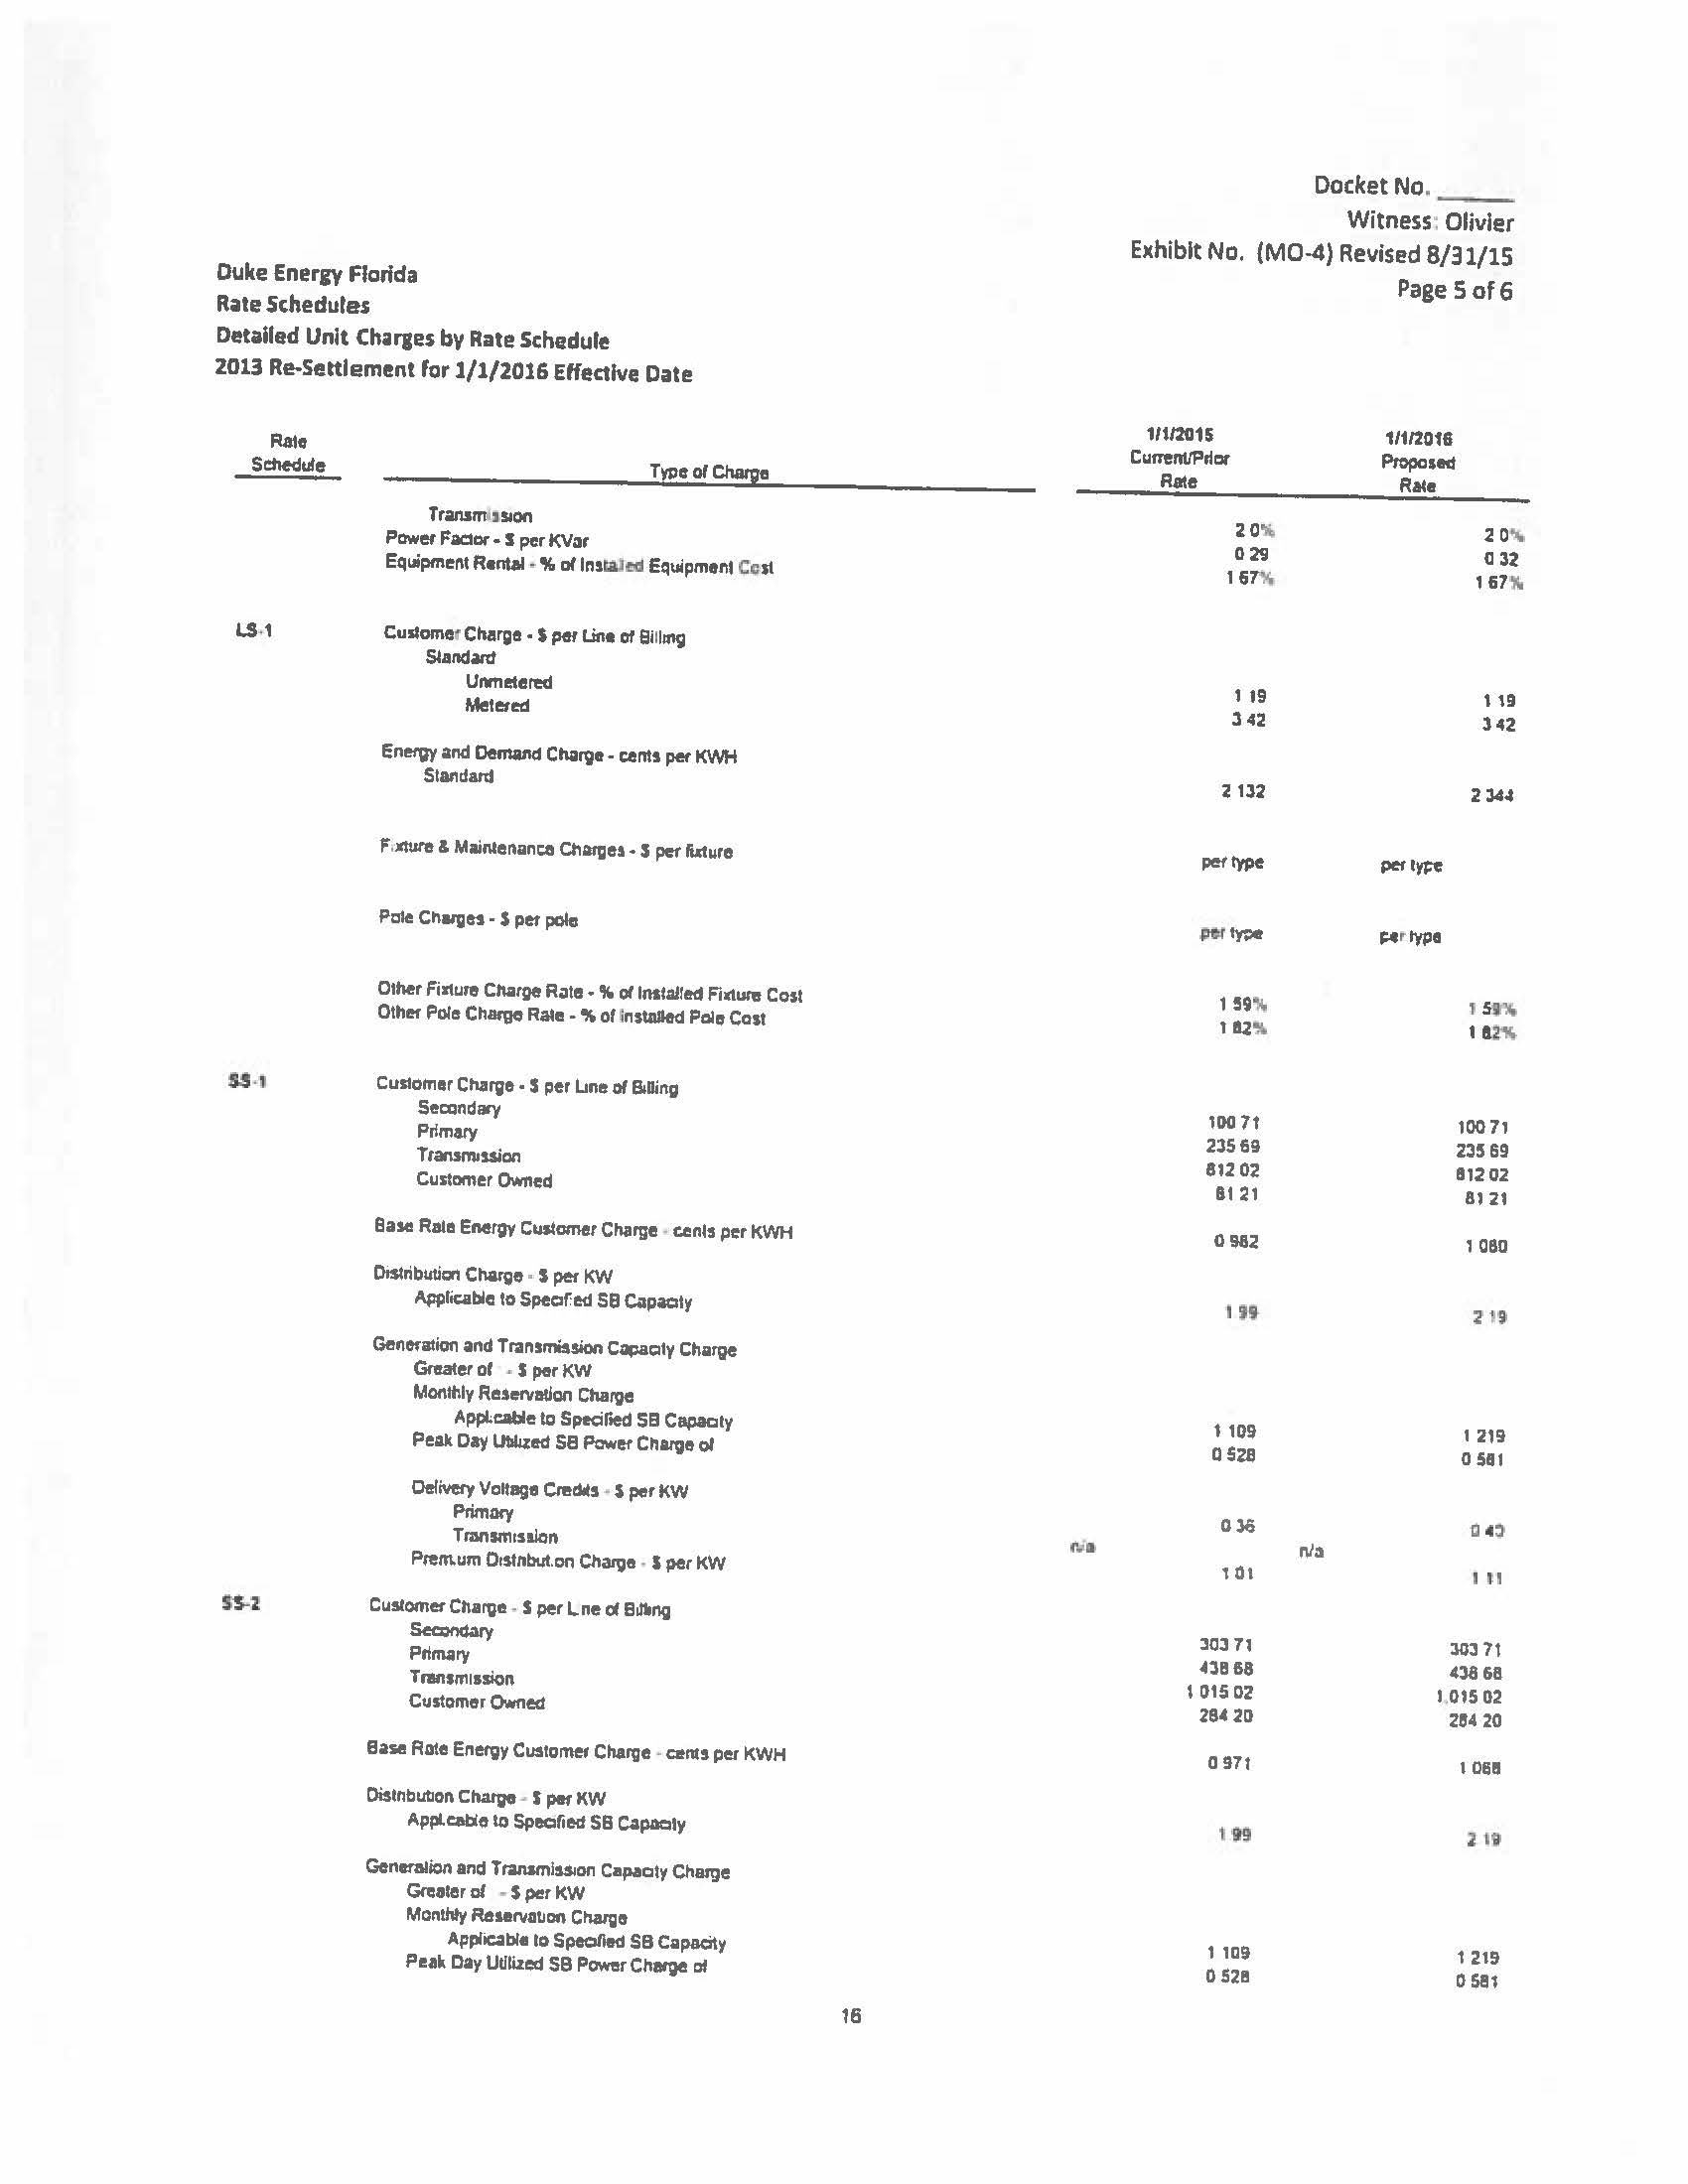 Docket No. ______
Witness: Olivier
Exhibit No. (MO-4) Revised 8/31/15
Page 5 of 6
Duke Energy Florida
Rate Schedules
Detailed Unit Charges by Rate Schedule
2013 Re-Settlement for 1/1/2016 Effective Date
Rate Schedule Type of Charge 1/1/2015 Current/Prior Rate 1/1/2016 Proposed Rate
Transmission 2 0% 2 0%
Power Factor - $ per KVar 0 29 0 32
Equipment Rental - % of Installed Equipment Cost 1 67% 1 67%
LS-1 Customer Charge - $ per Line of Billing
Standard
Unmetered 1 19 1 19
Metered 3 42 3 42
Energy and Demand Charge - cents per KWH
Standard 2 132 2 344
Fixture & Maintenance Charges - $ per fixture per type per type
Pole Charges - $ per pole per type per type
Other Fixture Charge Rate - % of Installed Fixture Cost 1 59% 1 59%
Other Pole Charge Rate - % of installed Pole Cost 1 82% 1 82%
SS-1 Customer Charge - $ per Line of Billing
Secondary 100 71 100 71
Primary 235 69 235 69
Transmission 812 02 812 02
Customer Owned 81 21 81 21
Base Rate Energy Customer Charge - cents per KWH 0 982 1 080
Distribution Charge - $ per KW
Applicable to Specified SB Capacity 1 99 2 19
Generation and Transmission Capacity Charge
Greater of - $ per KW
Monthly Reservation Charge
Applicable to Specified SB Capacity 1 109 1 219
Peak Day Utilized SB Power Charge of 0 528 0 581
Delivery Voltage Credits - $ per KW
Primary 0 36 0 40
Transmission n/a n/a
Premium Distribution Charge - $ per KW 1 01 1 11
SS-2 Customer Charge - $ per Line of Billing
Secondary 303 71 303 71
Primary 438 68 438 68
Transmission 1 015 02 1,015 02
Customer Owned 284 20 284 20
Base Rate Energy Customer Charge - cents per KWH 0 971 1 068
Distribution Charge - $ per KW
Applicable to Specified SB Capacity 1 99 2 19
Generation and Transmission Capacity Charge
Greater of - $ per KW
Monthly Reservation Charge
Applicable to Specified SB Capacity 1 109 1 219
Peak Day Utilized SB Power Charge of 0 528 0 581
16